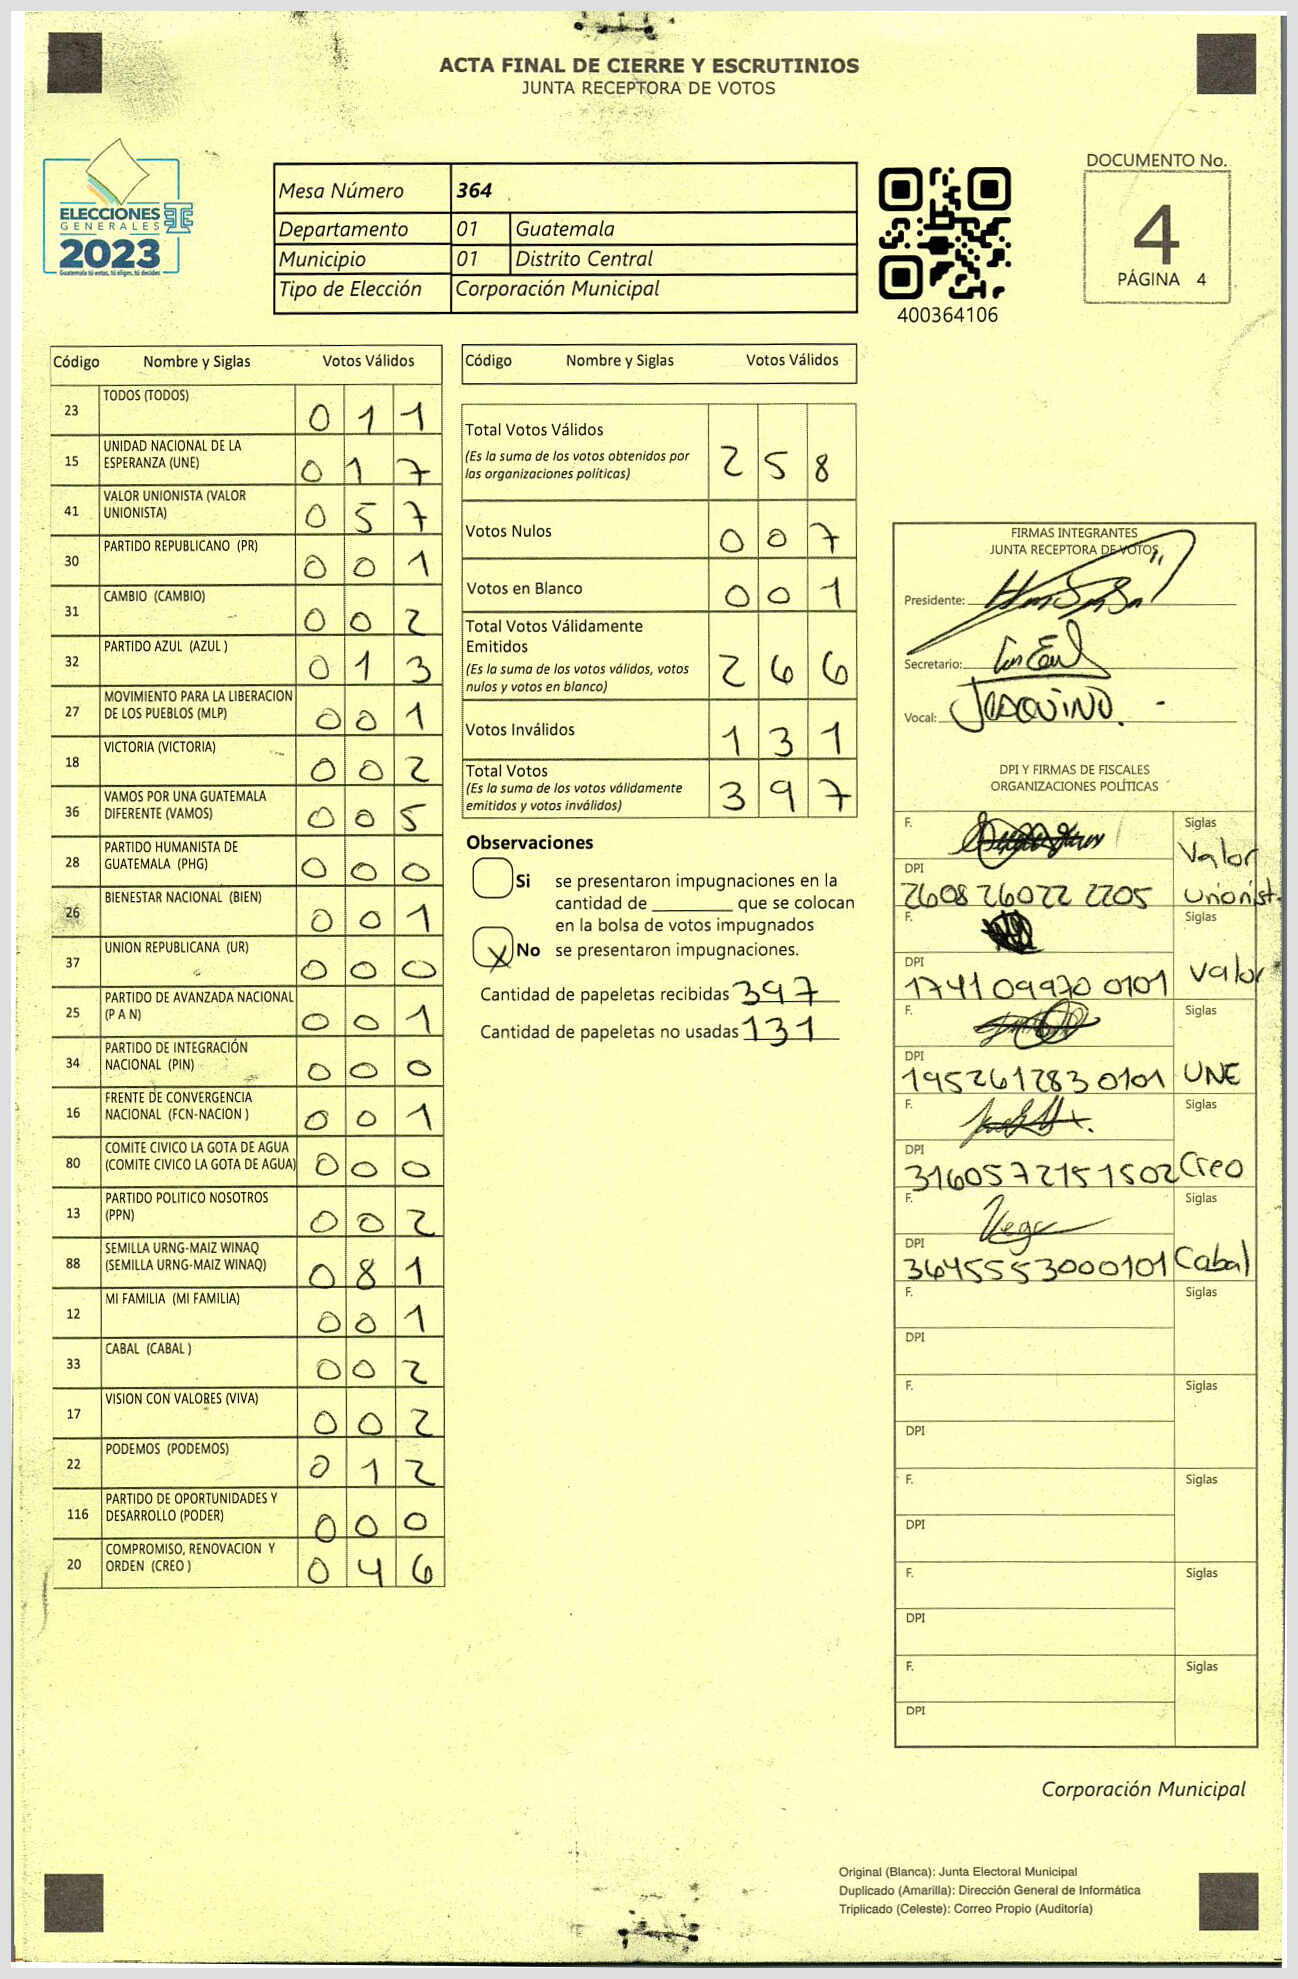 ACTA FINAL DE CIERRE Y ESCRUTINIOS
JUNTA RECEPTORA DE VOTOS
ELECCIONES
GENERALES
2023
Guatemala tú votas, tú eliges, tú decides
Mesa Número 364
Departamento 01 Guatemala
Municipio 01 Distrito Central
Tipo de Elección Corporación Municipal
400364106
DOCUMENTO No.
4
PÁGINA 4
Código Nombre y Siglas Votos Válidos
23 TODOS (TODOS) 0 1 1
15 UNIDAD NACIONAL DE LA
ESPERANZA (UNE) 0 1 7
41 VALOR UNIONISTA (VALOR
UNIONISTA) 0 5 7
30 PARTIDO REPUBLICANO (PR) 0 0 1
31 CAMBIO (CAMBIO) 0 0 2
32 PARTIDO AZUL (AZUL ) 0 1 3
27 MOVIMIENTO PARA LA LIBERACION
DE LOS PUEBLOS (MLP) 0 0 1
18 VICTORIA (VICTORIA) 0 0 2
36 VAMOS POR UNA GUATEMALA
DIFERENTE (VAMOS) 0 0 5
28 PARTIDO HUMANISTA DE
GUATEMALA (PHG) 0 0 0
26 BIENESTAR NACIONAL (BIEN) 0 0 1
37 UNION REPUBLICANA (UR) 0 0 0
25 PARTIDO DE AVANZADA NACIONAL
(P A N) 0 0 1
34 PARTIDO DE INTEGRACIÓN
NACIONAL (PIN) 0 0 0
16 FRENTE DE CONVERGENCIA
NACIONAL (FCN-NACION ) 0 0 1
80 COMITE CIVICO LA GOTA DE AGUA
(COMITE CIVICO LA GOTA DE AGUA) 0 0 0
13 PARTIDO POLITICO NOSOTROS
(PPN) 0 0 2
88 SEMILLA URNG-MAIZ WINAQ
(SEMILLA URNG-MAIZ WINAQ) 0 8 1
12 MI FAMILIA (MI FAMILIA) 0 0 1
33 CABAL (CABAL ) 0 0 2
17 VISION CON VALORES (VIVA) 0 0 2
22 PODEMOS (PODEMOS) 0 1 2
116 PARTIDO DE OPORTUNIDADES Y
DESARROLLO (PODER) 0 0 0
20 COMPROMISO, RENOVACION Y
ORDEN (CREO ) 0 4 6
Código Nombre y Siglas Votos Válidos
Total Votos Válidos
(Es la suma de los votos obtenidos por
las organizaciones políticas) 2 5 8
Votos Nulos 0 0 7
Votos en Blanco 0 0 1
Total Votos Válidamente
Emitidos
(Es la suma de los votos válidos, votos
nulos y votos en blanco) 2 6 6
Votos Inválidos 1 3 1
Total Votos
(Es la suma de los votos válidamente
emitidos y votos inválidos) 3 9 7
Observaciones
Si se presentaron impugnaciones en la
cantidad de ________ que se colocan
en la bolsa de votos impugnados
X No se presentaron impugnaciones.
Cantidad de papeletas recibidas 397
Cantidad de papeletas no usadas 131
FIRMAS INTEGRANTES
JUNTA RECEPTORA DE VOTOS
Presidente:
Secretario:
Vocal:
DPI Y FIRMAS DE FISCALES
ORGANIZACIONES POLÍTICAS
F. Siglas
Valor
DPI
2608 26022 2205 Unionist.
F. Siglas
DPI
1741 09970 0101 Valor
F. Siglas
DPI
195261283 0101 UNE
F. Siglas
DPI
3160572151502 Creo
F. Vega Siglas
DPI
3645553000101 Cabal
F. Siglas
DPI
F. Siglas
DPI
F. Siglas
DPI
F. Siglas
DPI
F. Siglas
DPI
Corporación Municipal
Original (Blanca): Junta Electoral Municipal
Duplicado (Amarilla): Dirección General de Informática
Triplicado (Celeste): Correo Propio (Auditoría)